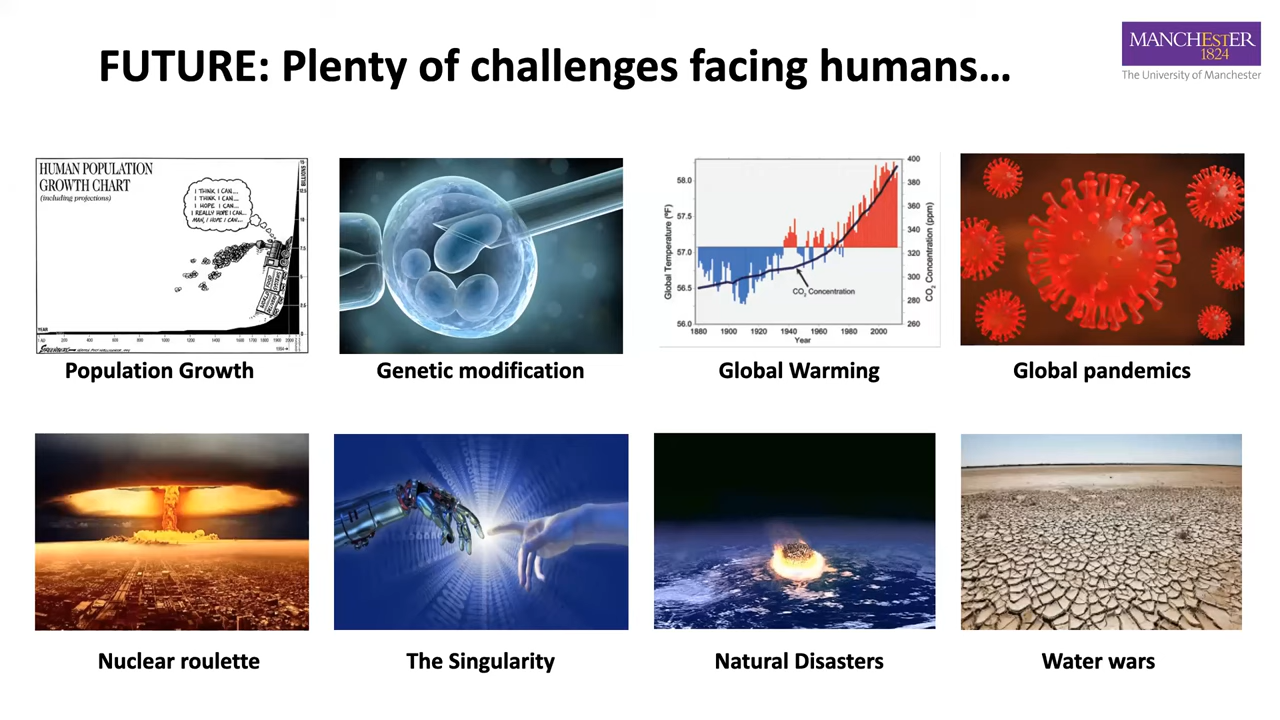 FUTURE: Plenty of challenges facing humans…
MANCHESTER
1824
The University of Manchester
HUMAN POPULATION
GROWTH CHART
(including projections)
I THINK I CAN....
I THINK I CAN...
I HOPE I CAN...
I REALLY HOPE I CAN...
MAN, I HOPE I CAN...
BILLIONS
YEAR
Population Growth
Genetic modification
Global Temperature (°F)
58.0
57.5
57.0
56.5
56.0
CO2 Concentration
400
380
360
340
320
300
280
260
CO2 Concentration (ppm)
1880 1900 1920 1940 1960 1980 2000
Year
Global Warming
Global pandemics
Nuclear roulette
The Singularity
Natural Disasters
Water wars